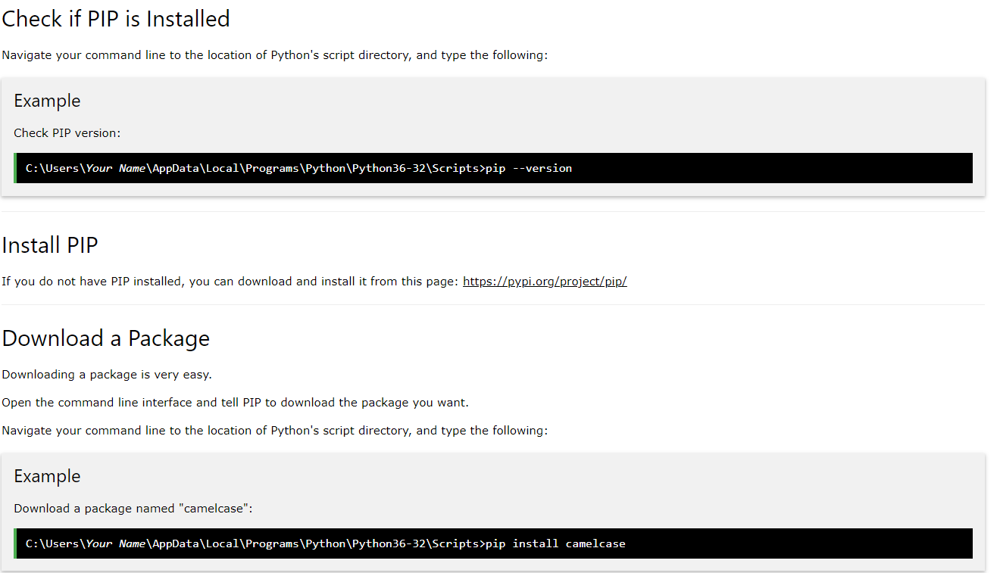 Check if PIP is Installed
Navigate your command line to the location of Python's script directory, and type the following:
Example
Check PIP version:
C:\Users\Your Name\AppData\Local\Programs\Python\Python36-32\Scripts>pip --version
Install PIP
If you do not have PIP installed, you can download and install it from this page: https://pypi.org/project/pip/
Download a Package
Downloading a package is very easy.
Open the command line interface and tell PIP to download the package you want.
Navigate your command line to the location of Python's script directory, and type the following:
Example
Download a package named "camelcase":
C:\Users\Your Name\AppData\Local\Programs\Python\Python36-32\Scripts>pip install camelcase